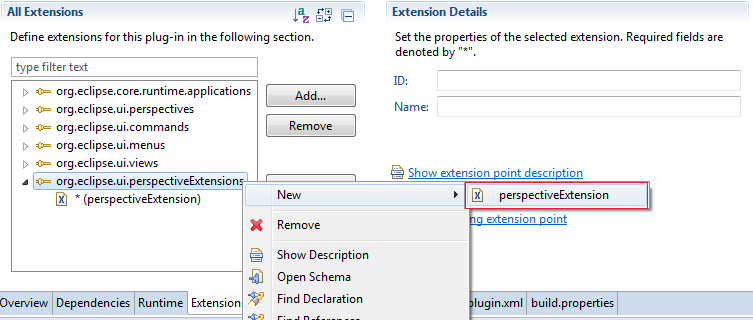 All Extensions
Define extensions for this plug-in in the following section.
type filter text
org.eclipse.core.runtime.applications
org.eclipse.ui.perspectives
org.eclipse.ui.commands
org.eclipse.ui.menus
org.eclipse.ui.views
org.eclipse.ui.perspectiveExtensions
* (perspectiveExtension)
Add...
Remove
New
Remove
Show Description
Open Schema
Find Declaration
Find References
perspectiveExtension
Extension Details
Set the properties of the selected extension. Required fields are
denoted by "*".
ID:
Name:
Show extension point description
ng extension point
Overview Dependencies Runtime Extension plugin.xml build.properties